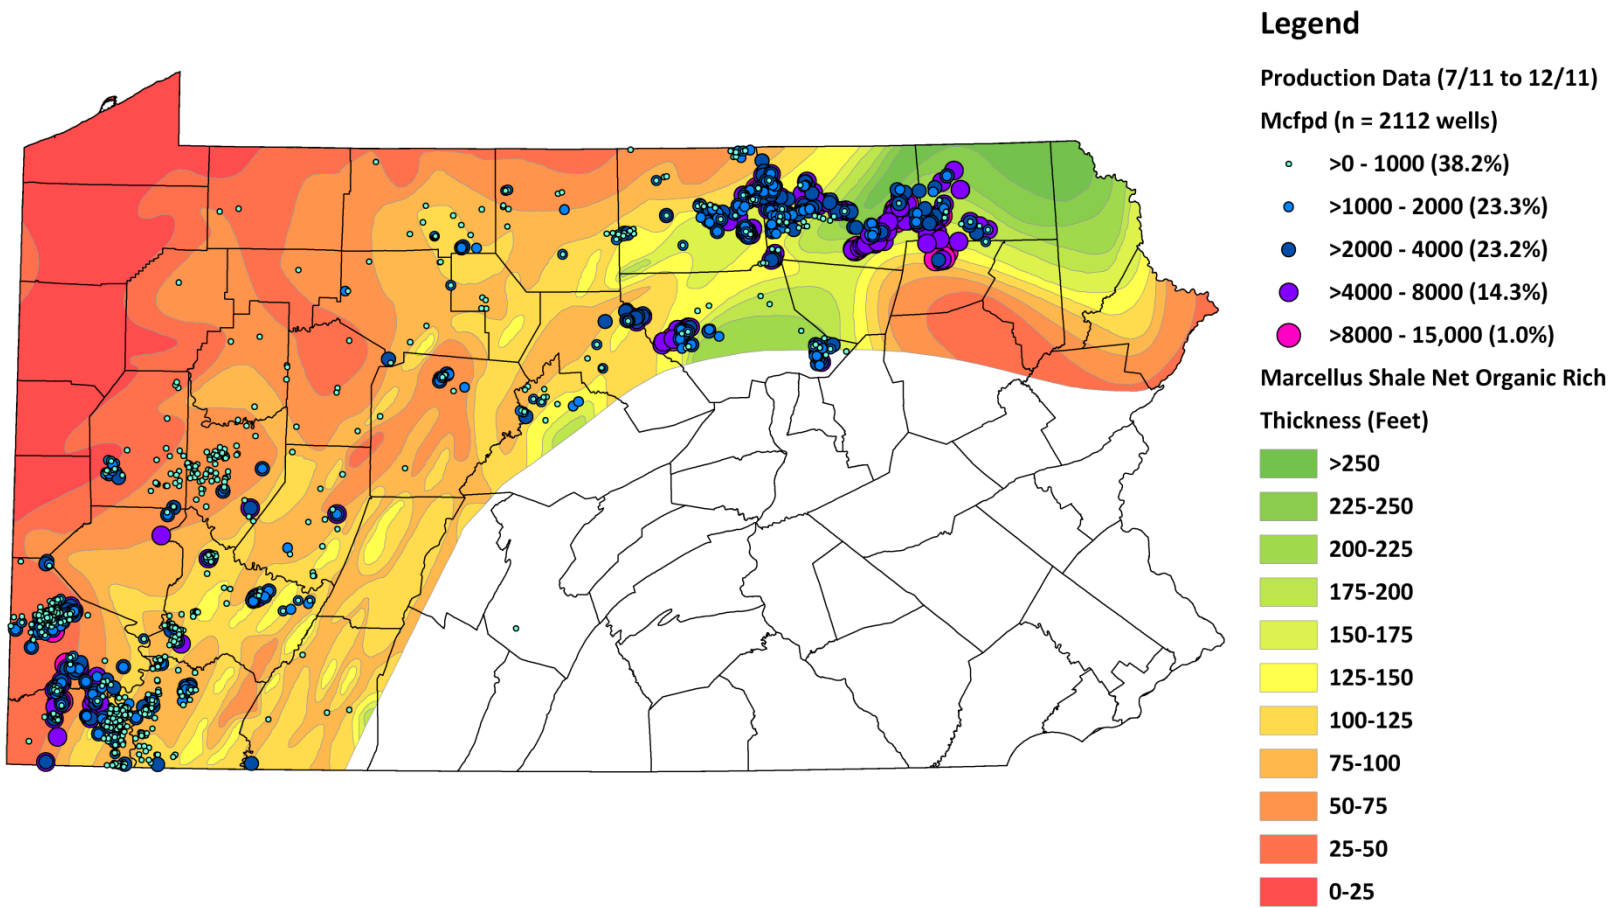 Legend
Production Data (7/11 to 12/11)
Mcfpd (n = 2112 wells)
>0 - 1000 (38.2%)
>1000 - 2000 (23.3%)
>2000 - 4000 (23.2%)
>4000 - 8000 (14.3%)
>8000 - 15,000 (1.0%)
Marcellus Shale Net Organic Rich
Thickness (Feet)
>250
225-250
200-225
175-200
150-175
125-150
100-125
75-100
50-75
25-50
0-25